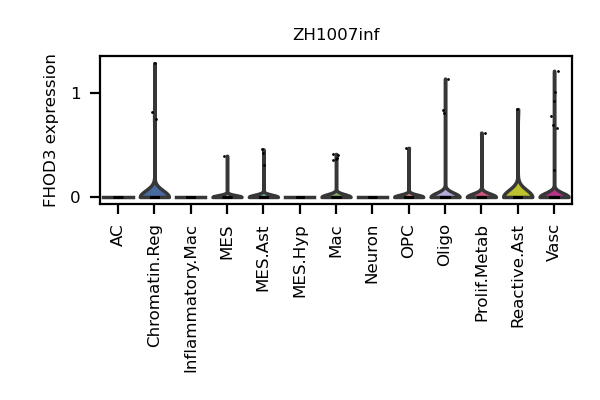 ZH1007inf
FHOD3 expression
1
0
AC
Chromatin.Reg
Inflammatory.Mac
MES
MES.Ast
MES.Hyp
Mac
Neuron
OPC
Oligo
Prolif.Metab
Reactive.Ast
Vasc